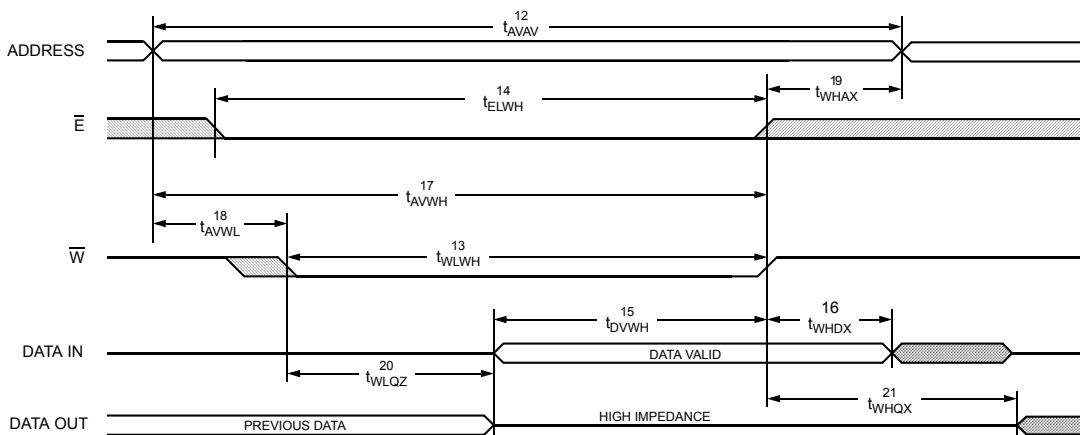 12
tAVAV
ADDRESS
19
tWHAX
14
tELWH
E
17
tAVWH
18
tAVWL
13
tWLWH
W
15
tDVWH
16
tWHDX
DATA IN
DATA VALID
20
tWLQZ
21
tWHQX
DATA OUT
PREVIOUS DATA
HIGH IMPEDANCE